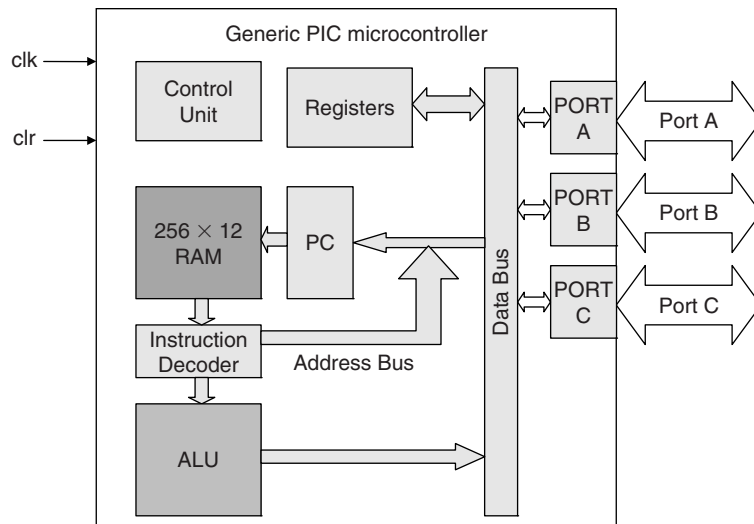 Generic PIC microcontroller
clk
clr
Control
Unit
Registers
PORT
A
Port A
256 × 12
RAM
PC
PORT
B
Port B
Data Bus
PORT
C
Port C
Instruction
Decoder
Address Bus
ALU